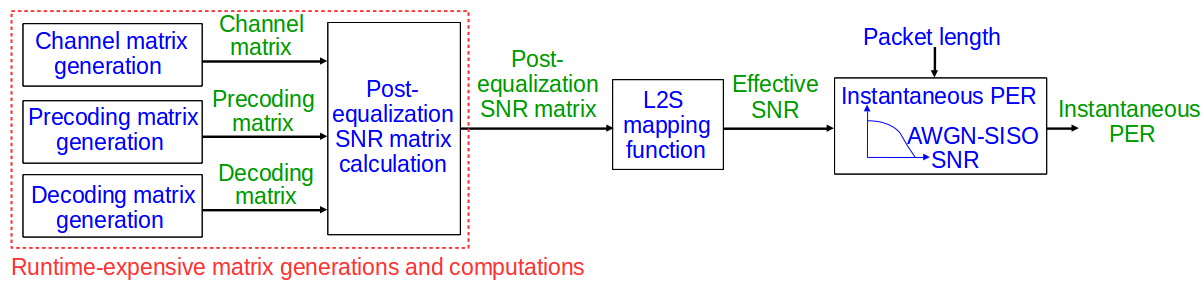 Channel matrix
generation
Channel
matrix
Precoding matrix
generation
Precoding
matrix
Decoding matrix
generation
Decoding
matrix
Post-
equalization
SNR matrix
calculation
Post-
equalization
SNR matrix
L2S
mapping
function
Effective
SNR
Packet length
Instantaneous PER
AWGN-SISO
SNR
Instantaneous
PER
Runtime-expensive matrix generations and computations